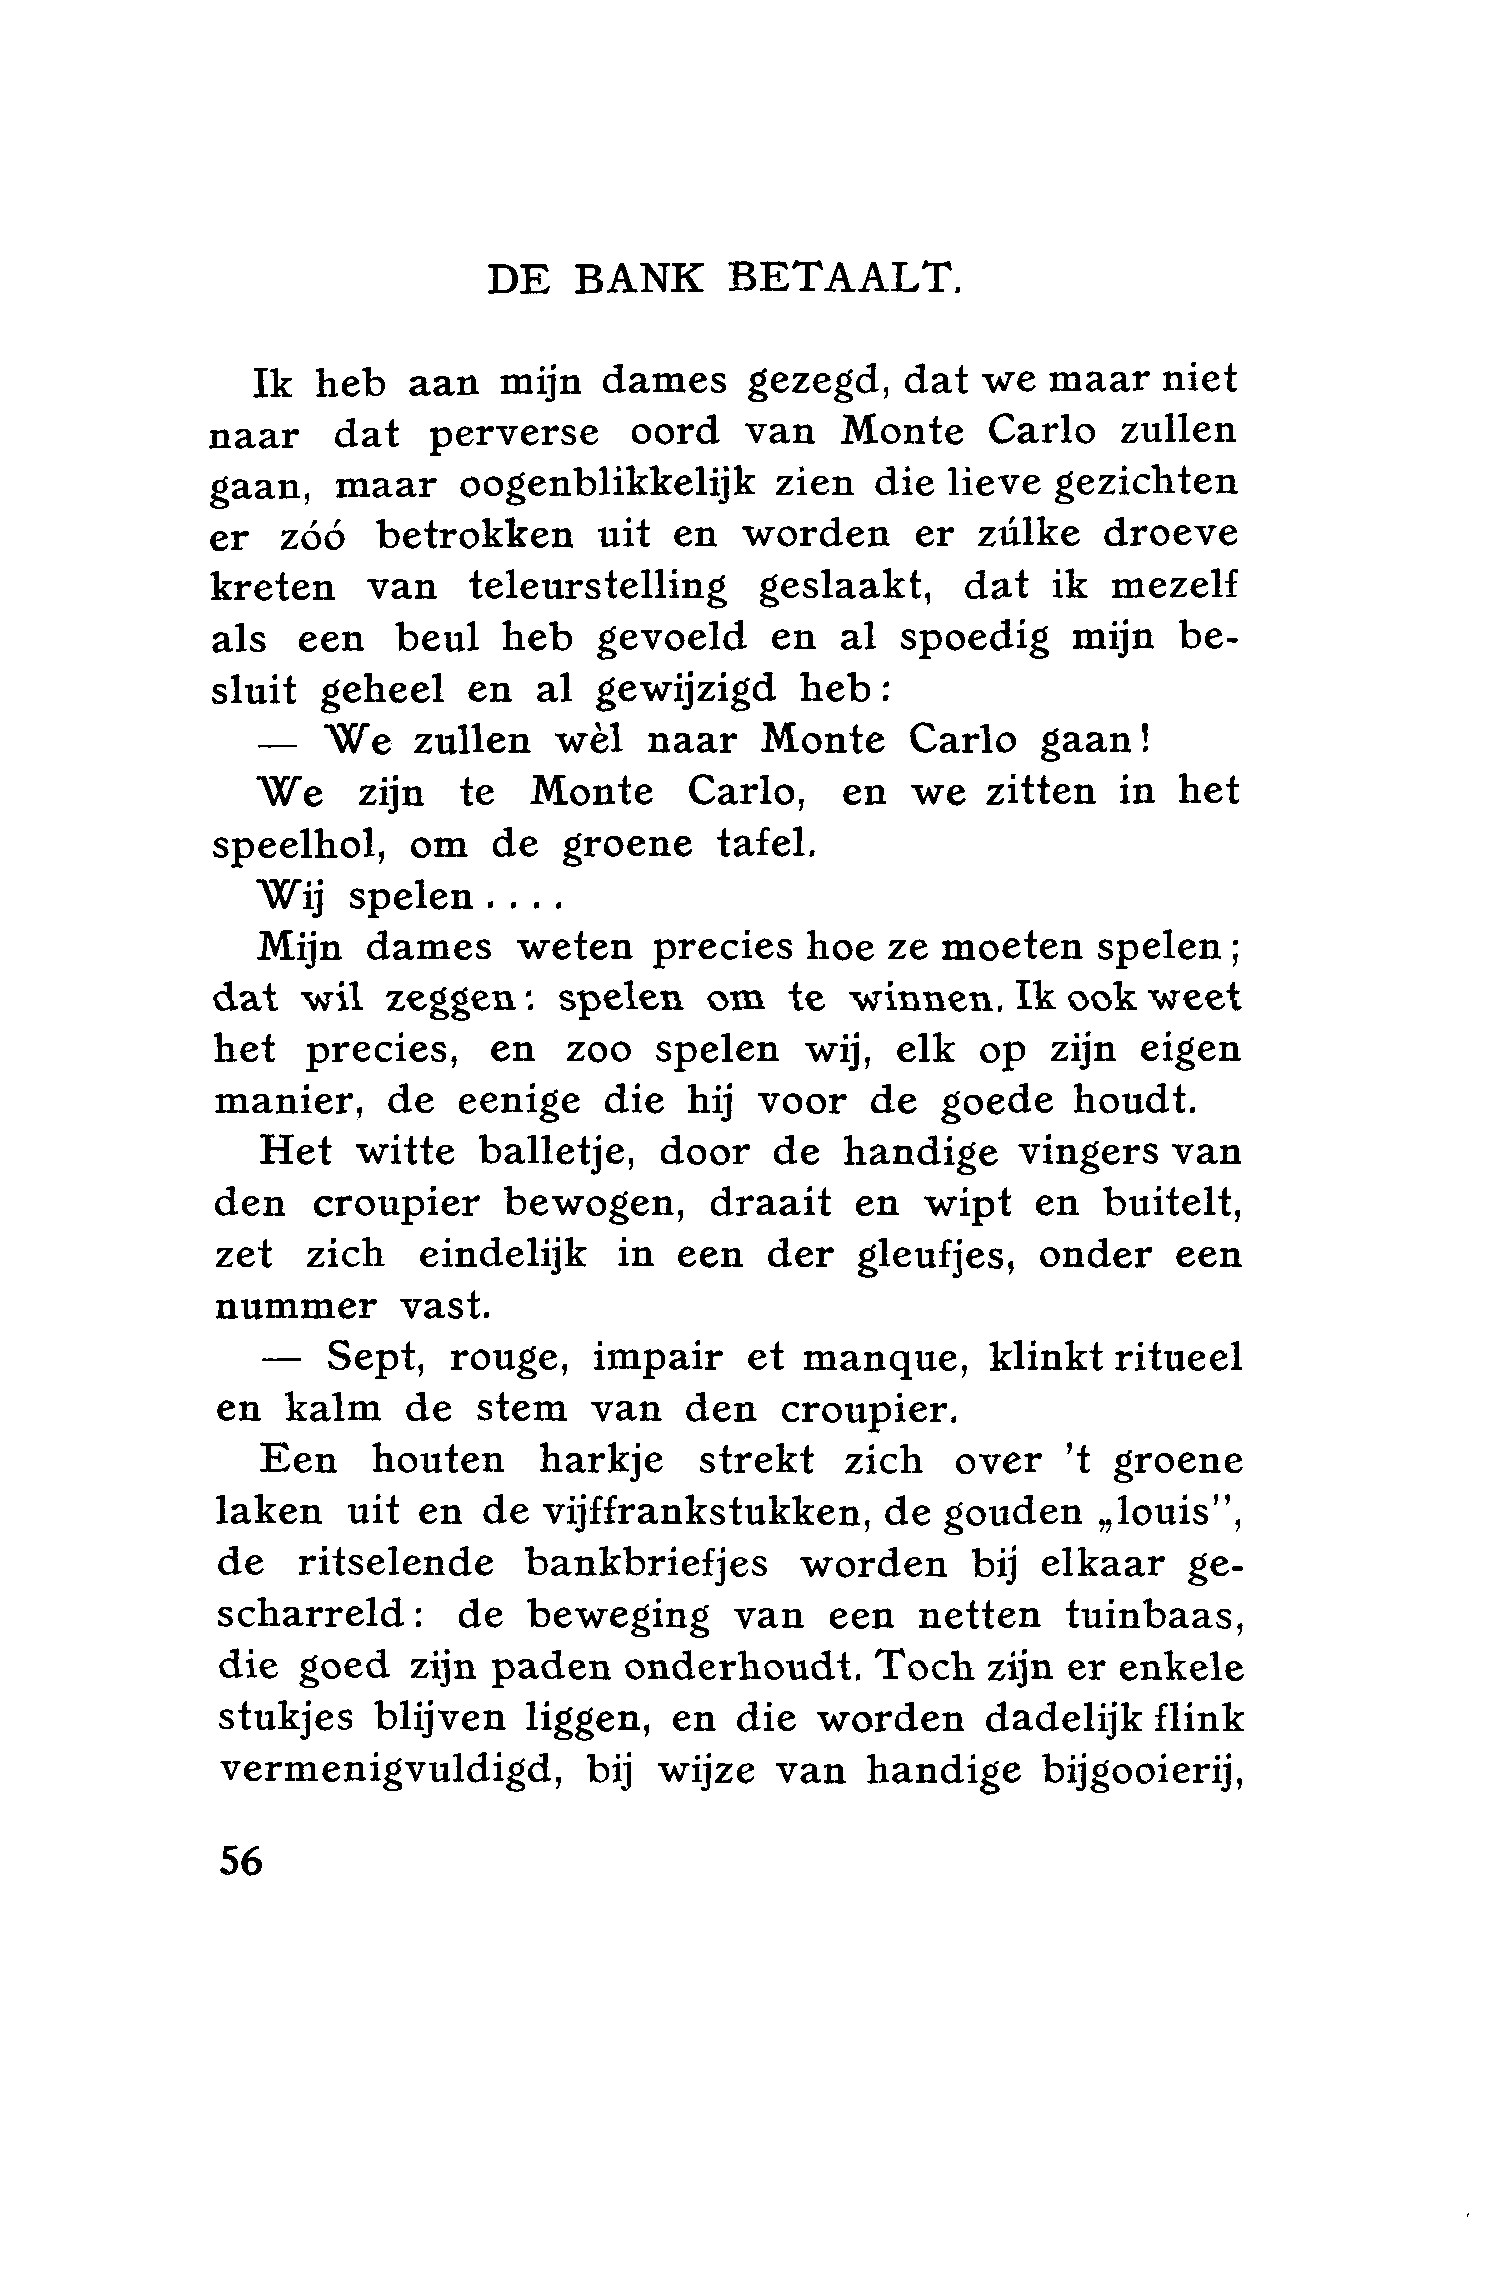 DE BANK BETAALT.
Ik heb aan mijn dames gezegd, dat we maar niet
naar dat perverse oord van Monte Carlo zullen
gaan, maar oogenblikkelijk zien die lieve gezichten
er zóó betrokken uit en worden er zúlke droeve
kreten van teleurstelling geslaakt, dat ik mezelf
als een beul heb gevoeld en al spoedig mijn be-
sluit geheel en al gewijzigd heb:
— We zullen wèl naar Monte Carlo gaan!
We zijn te Monte Carlo, en we zitten in het
speelhol, om de groene tafel.
Wij spelen....
Mijn dames weten precies hoe ze moeten spelen;
dat wil zeggen: spelen om te winnen. Ik ook weet
het precies, en zoo spelen wij, elk op zijn eigen
manier, de eenige die hij voor de goede houdt.
Het witte balletje, door de handige vingers van
den croupier bewogen, draait en wipt en buitelt,
zet zich eindelijk in een der gleufjes, onder een
nummer vast.
— Sept, rouge, impair et manque, klinkt ritueel
en kalm de stem van den croupier.
Een houten harkje strekt zich over 't groene
laken uit en de vijffrankstukken, de gouden „louis”,
de ritselende bankbriefjes worden bij elkaar ge-
scharreld: de beweging van een netten tuinbaas,
die goed zijn paden onderhoudt. Toch zijn er enkele
stukjes blijven liggen, en die worden dadelijk flink
vermenigvuldigd, bij wijze van handige bijgooierij,
56